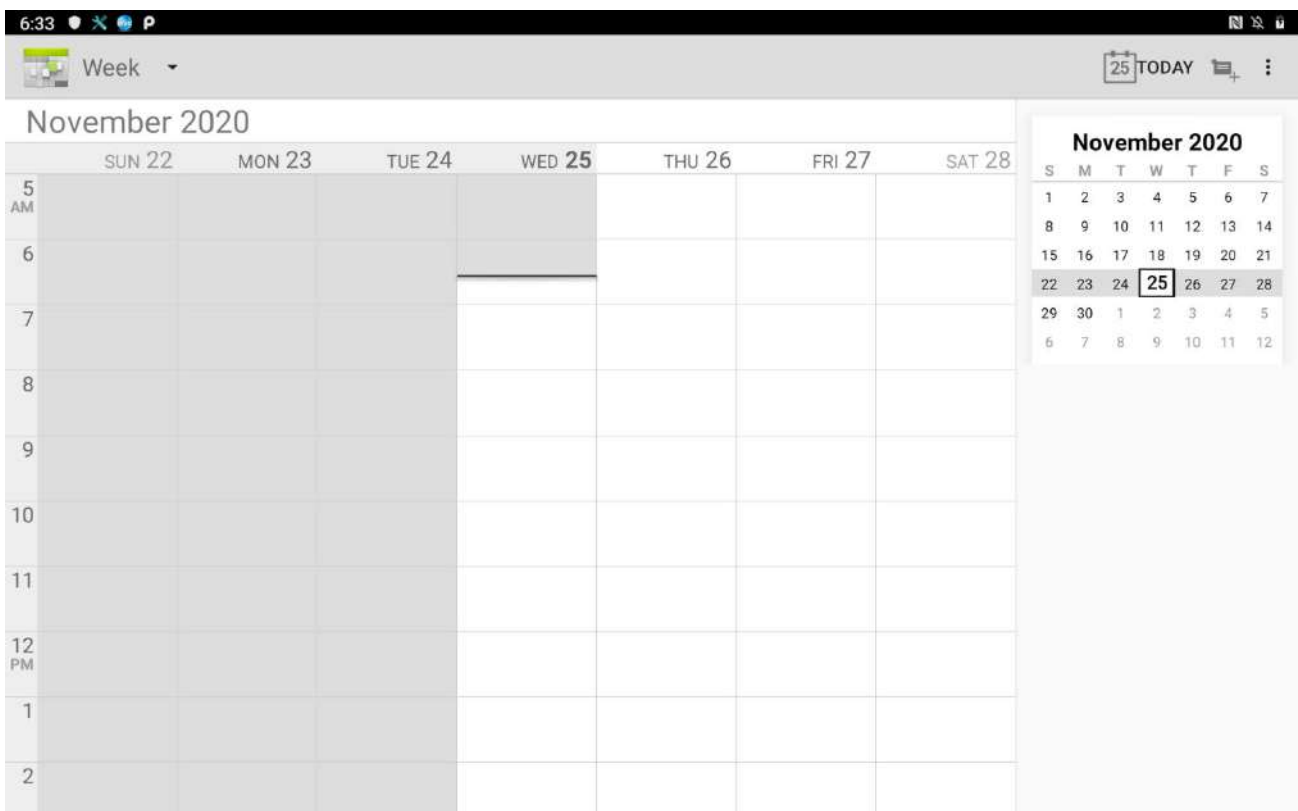 6:33
Week
25 TODAY
November 2020
SUN 22 MON 23 TUE 24 WED 25 THU 26 FRI 27 SAT 28
5
AM
6
7
8
9
10
11
12
PM
1
2
November 2020
S M T W T F S
1 2 3 4 5 6 7
8 9 10 11 12 13 14
15 16 17 18 19 20 21
22 23 24 25 26 27 28
29 30 1 2 3 4 5
6 7 8 9 10 11 12